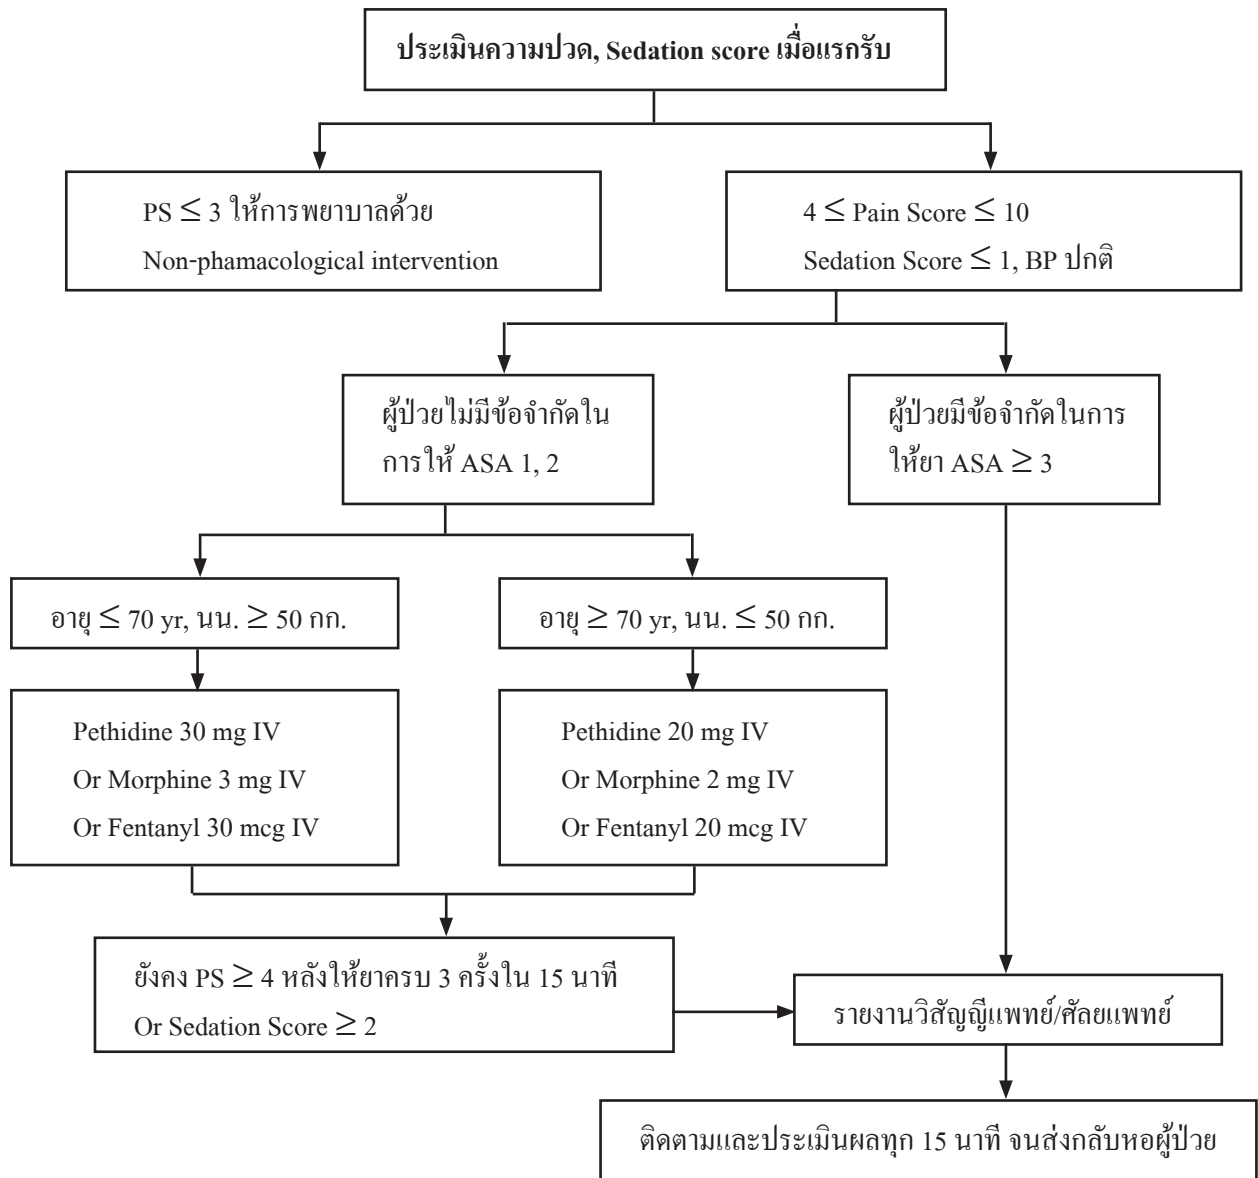 ประเมินความปวด, Sedation score เมื่อแรกรับ
PS ≤ 3 ให้การพยาบาลด้วย
Non-phamacological intervention
4 ≤ Pain Score ≤ 10
Sedation Score ≤ 1, BP ปกติ
ผู้ป่วยไม่มีข้อจำกัดใน
การให้ ASA 1, 2
ผู้ป่วยมีข้อจำกัดในการ
ให้ยา ASA ≥ 3
อายุ ≤ 70 yr, นน. ≥ 50 กก.
อายุ ≥ 70 yr, นน. ≤ 50 กก.
Pethidine 30 mg IV
Or Morphine 3 mg IV
Or Fentanyl 30 mcg IV
Pethidine 20 mg IV
Or Morphine 2 mg IV
Or Fentanyl 20 mcg IV
ยังคง PS ≥ 4 หลังให้ยาครบ 3 ครั้งใน 15 นาที
Or Sedation Score ≥ 2
รายงานวิสัญญีแพทย์/ศัลยแพทย์
ติดตามและประเมินผลทุก 15 นาที จนส่งกลับหอผู้ป่วย